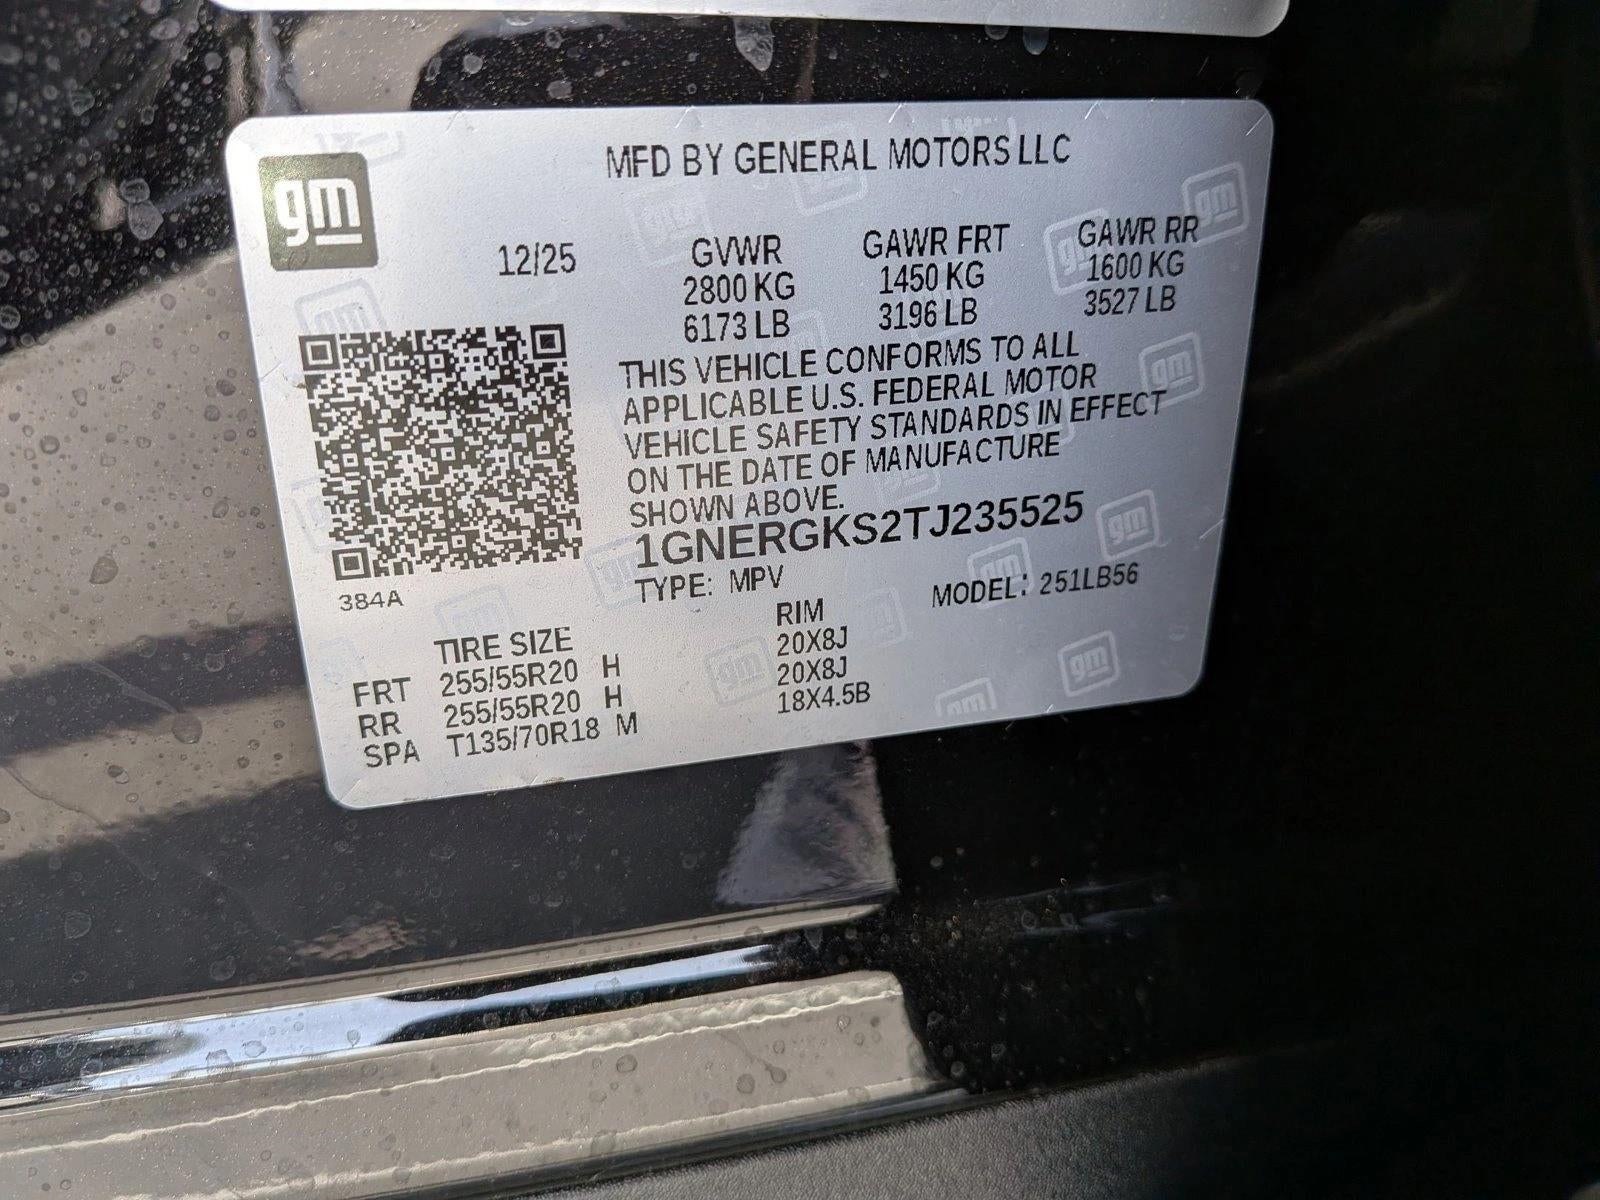 gm
MFD BY GENERAL MOTORS LLC
12/25
GVWR GAWR FRT GAWR RR
2800 KG 1450 KG 1600 KG
6173 LB 3196 LB 3527 LB
THIS VEHICLE CONFORMS TO ALL
APPLICABLE U.S. FEDERAL MOTOR
VEHICLE SAFETY STANDARDS IN EFFECT
ON THE DATE OF MANUFACTURE
SHOWN ABOVE.
1GNERGKS2TJ235525
TYPE: MPV MODEL: 251LB56
384A
TIRE SIZE RIM
FRT 255/55R20 H 20X8J
RR 255/55R20 H 20X8J
SPA T135/70R18 M 18X4.5B